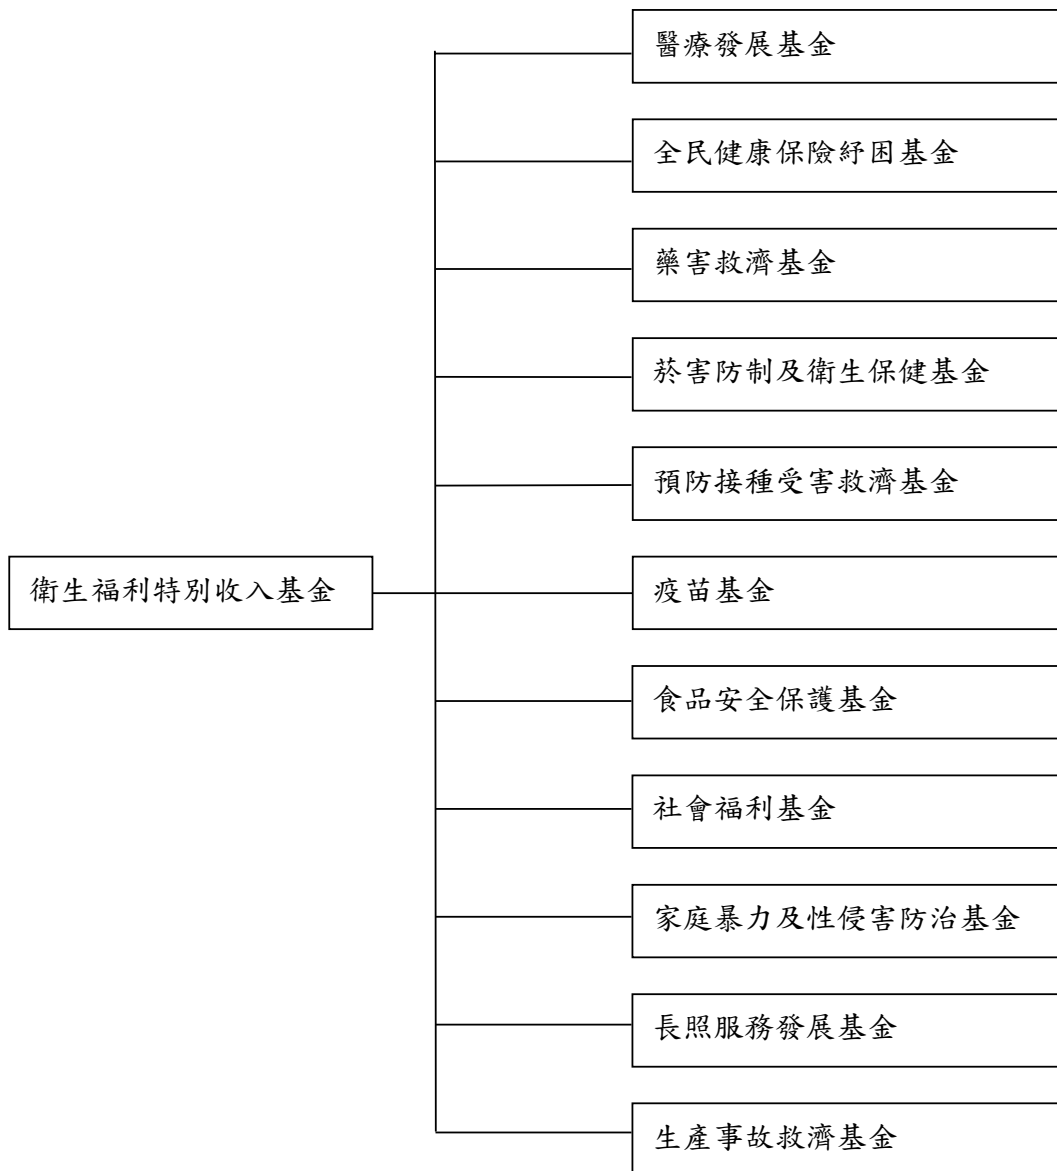 醫療發展基金
全民健康保險紓困基金
藥害救濟基金
菸害防制及衛生保健基金
預防接種受害救濟基金
衛生福利特別收入基金
疫苗基金
食品安全保護基金
社會福利基金
家庭暴力及性侵害防治基金
長照服務發展基金
生產事故救濟基金